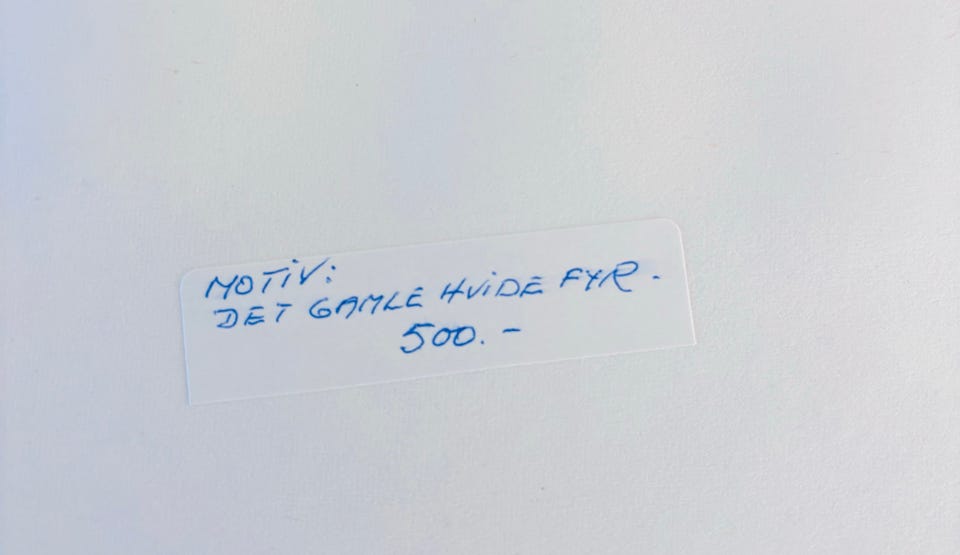 MOTiV:
DET GAMLE HViDE FYR.
500.-